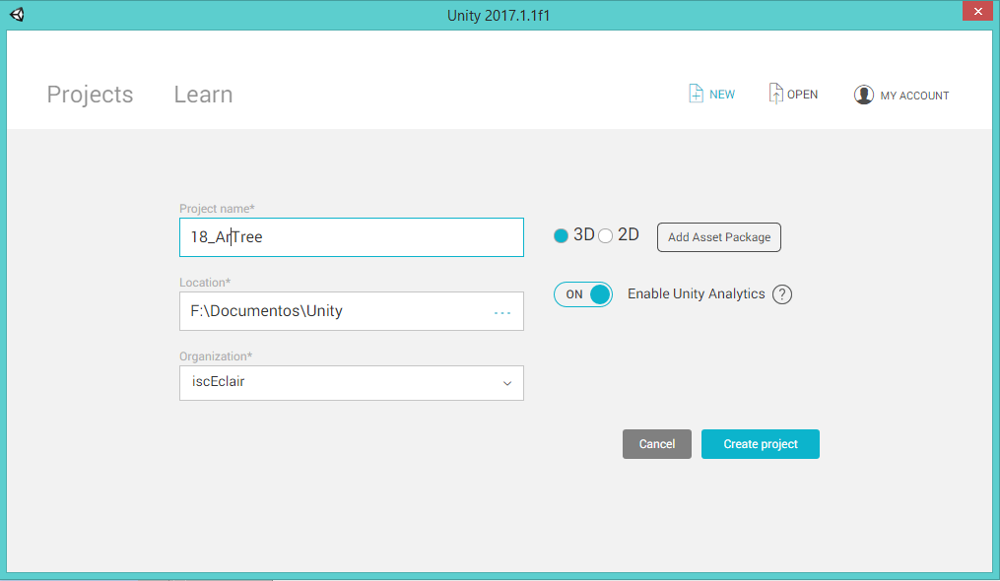 Unity 2017.1.1f1
Projects Learn NEW OPEN MY ACCOUNT
Project name*
18_ArTree
3D 2D Add Asset Package
Location*
F:\Documentos\Unity ...
ON Enable Unity Analytics ?
Organization*
iscEclair
Cancel Create project